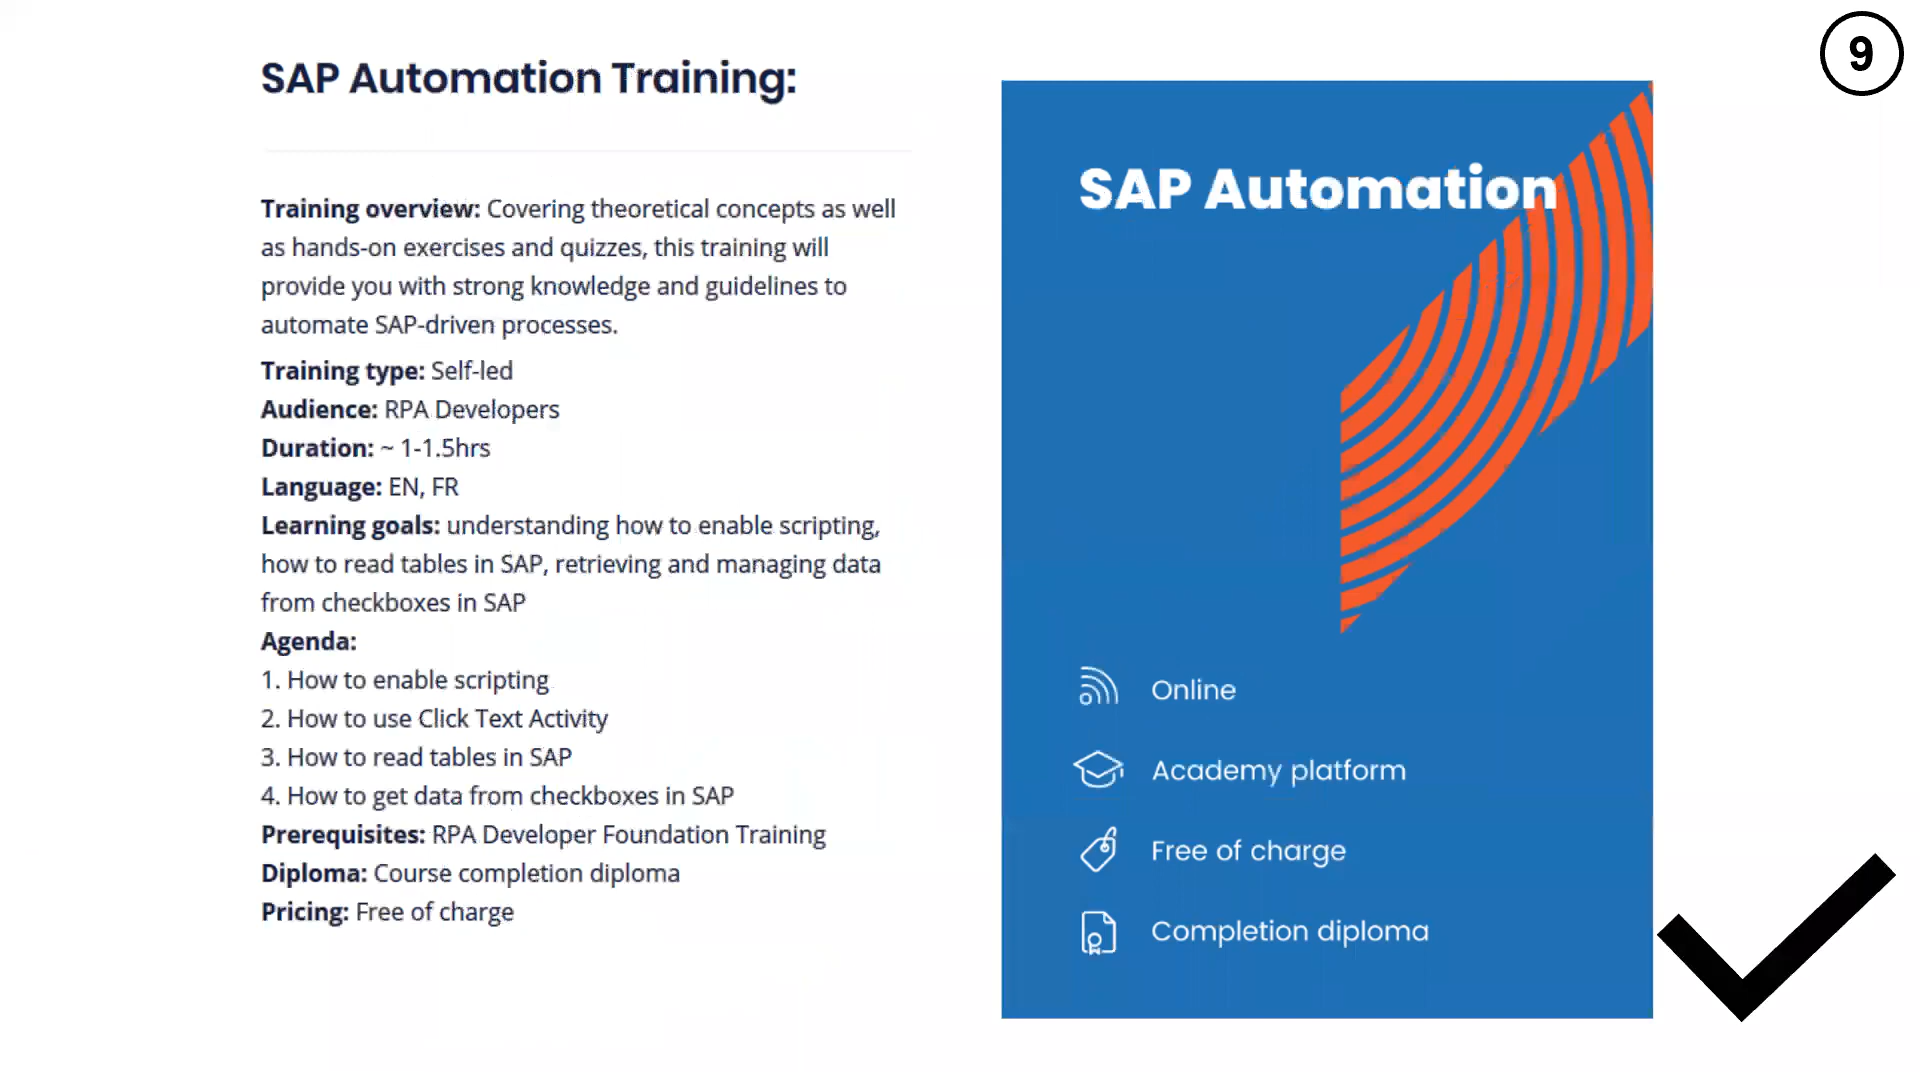 9
SAP Automation Training:
Training overview: Covering theoretical concepts as well
as hands-on exercises and quizzes, this training will
provide you with strong knowledge and guidelines to
automate SAP-driven processes.
Training type: Self-led
Audience: RPA Developers
Duration: ~ 1-1.5hrs
Language: EN, FR
Learning goals: understanding how to enable scripting,
how to read tables in SAP, retrieving and managing data
from checkboxes in SAP
Agenda:
1. How to enable scripting
2. How to use Click Text Activity
3. How to read tables in SAP
4. How to get data from checkboxes in SAP
Prerequisites: RPA Developer Foundation Training
Diploma: Course completion diploma
Pricing: Free of charge
SAP Automation
Online
Academy platform
Free of charge
Completion diploma